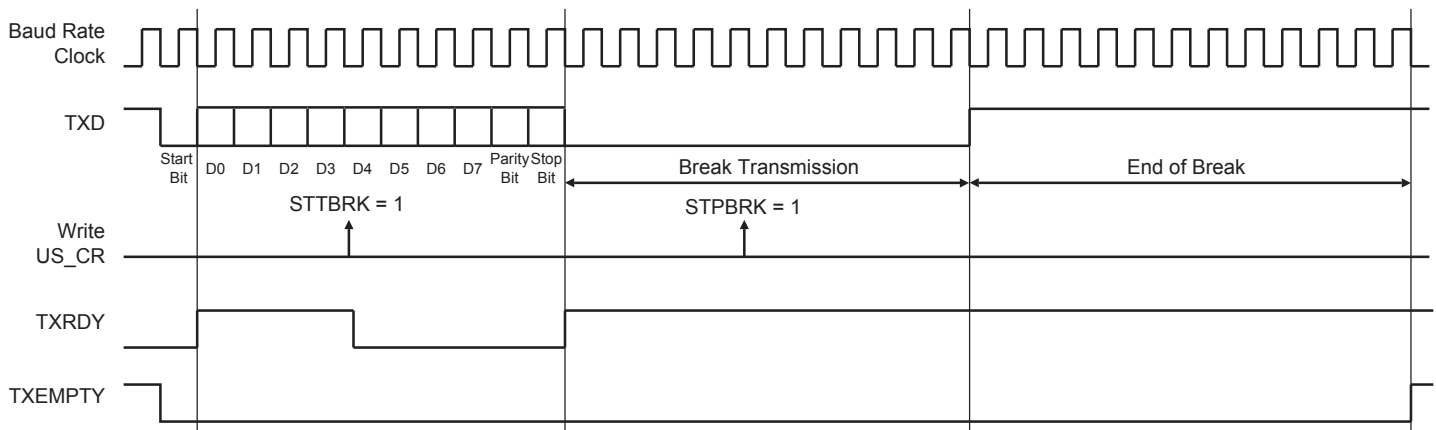 Baud Rate
Clock
TXD
Start
Bit
D0
D1
D2
D3
D4
D5
D6
D7
Parity
Bit
Stop
Bit
Break Transmission
End of Break
STTBRK = 1
STPBRK = 1
Write
US_CR
TXRDY
TXEMPTY